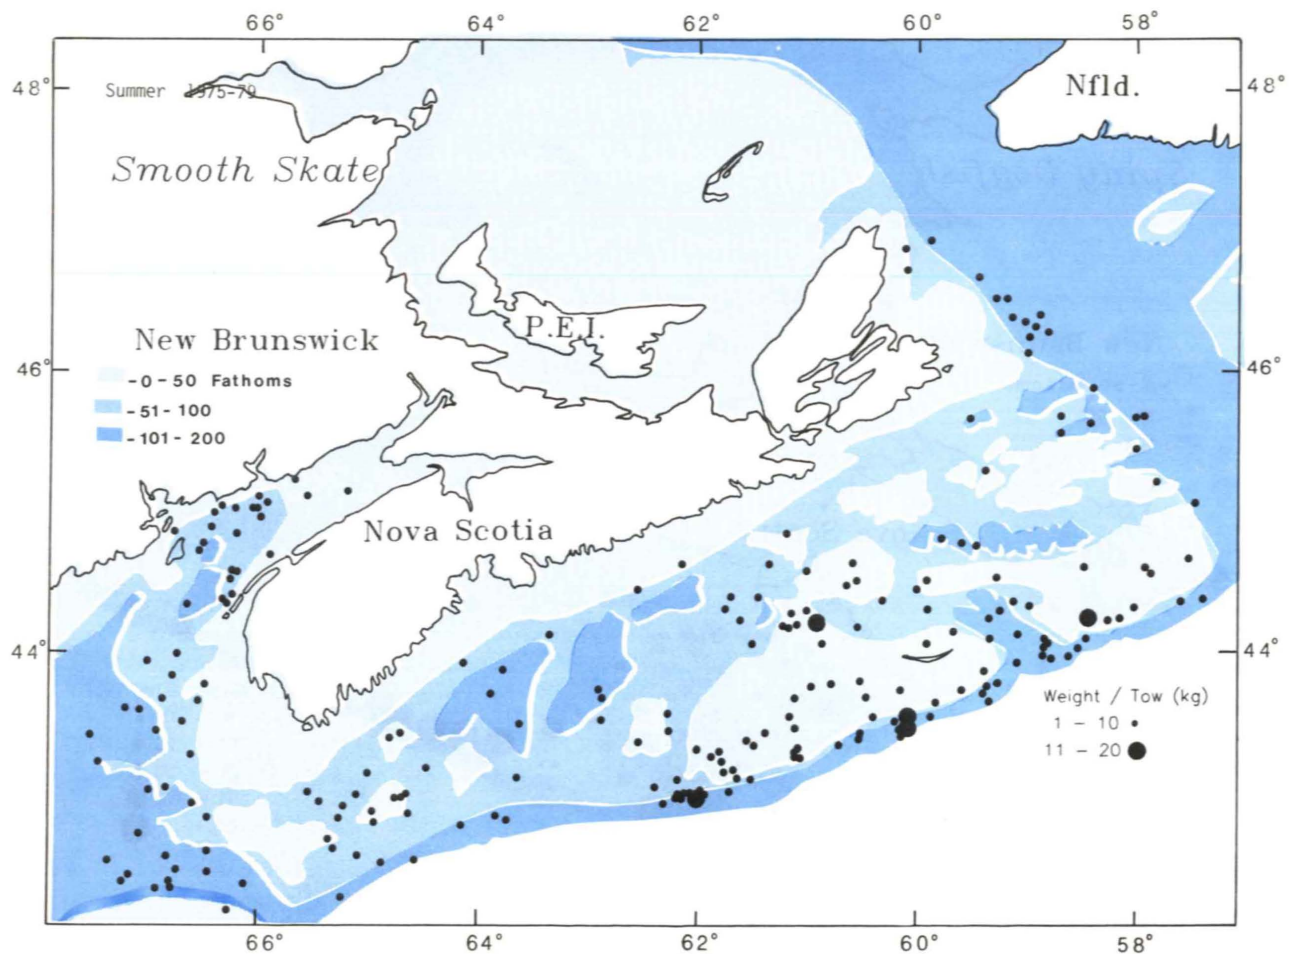 66° 64° 62° 60° 58°
48° 48°
Nfld.
Summer 1975-79
Smooth Skate
P.E.I.
New Brunswick
46° 46°
-0-50 Fathoms
-51-100
-101-200
Nova Scotia
44° 44°
Weight / Tow (kg)
1 - 10
11 - 20
66° 64° 62° 60° 58°